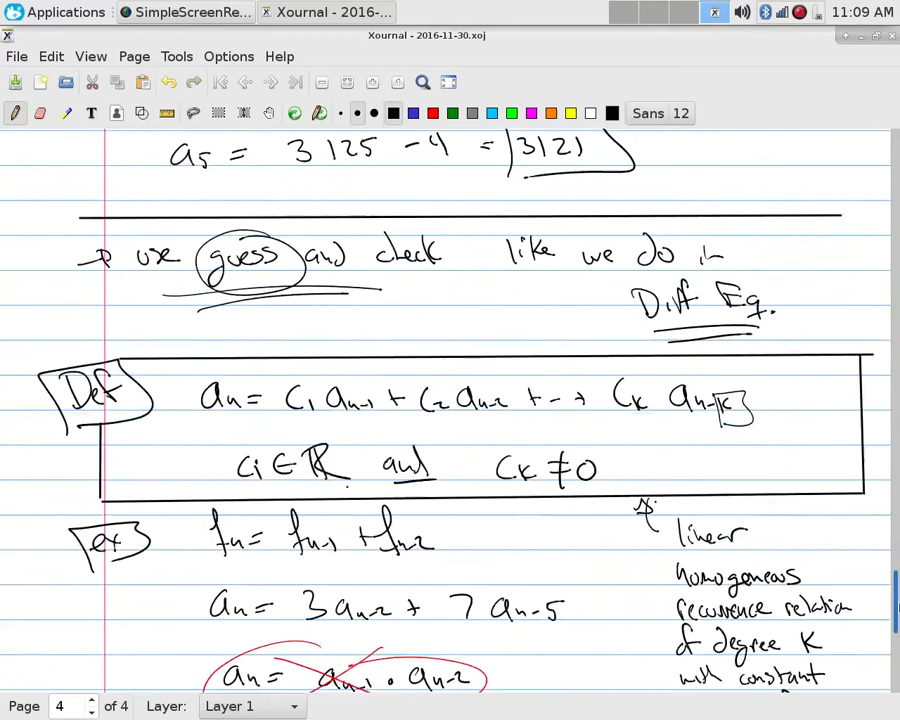 Applications SimpleScreenRe... Xournal - 2016-... 11:09 AM
Xournal - 2016-11-30.xoj
File Edit View Page Tools Options Help
Sans 12
a₅ = 3125 - 4 = 3121
→ use guess and check like we do in
Diff Eq.
Def aₙ = c₁ aₙ₋₁ + c₂ aₙ₋₂ + ... + cₖ aₙ₋ₖ
cᵢ ∈ ℝ and cₖ ≠ 0
ex fₙ = fₙ₋₁ + fₙ₋₂
* linear
homogeneous
aₙ = 3 aₙ₋₂ + 7 aₙ₋₅
recurrence relation
of degree K
aₙ = aₙ₋₁ • aₙ₋₂
with constant
Page 4 of 4 Layer: Layer 1